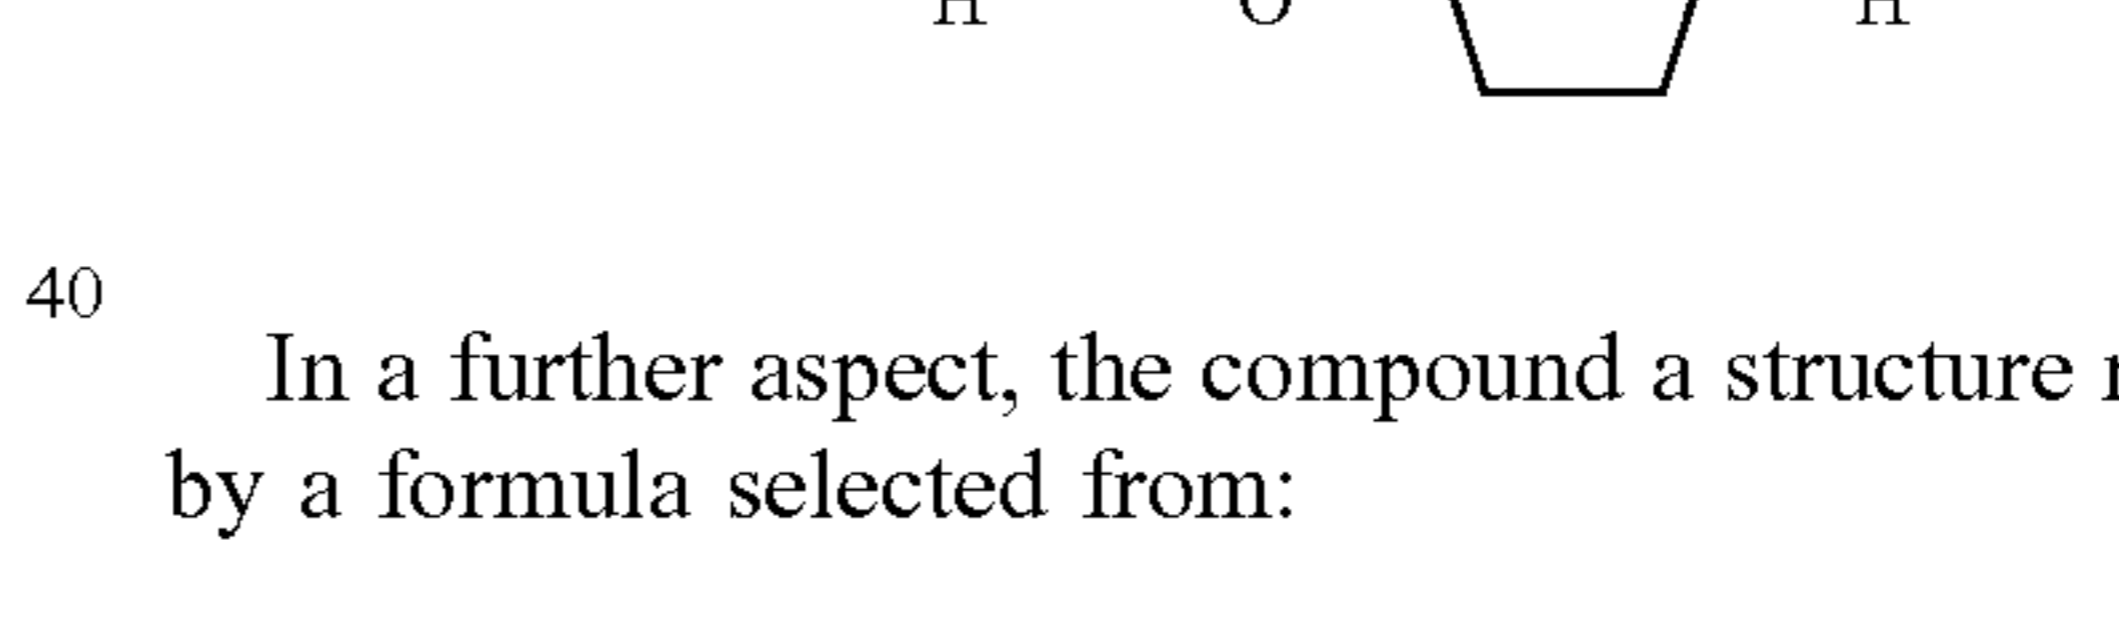 H O H
40
In a further aspect, the compound a structure
by a formula selected from: